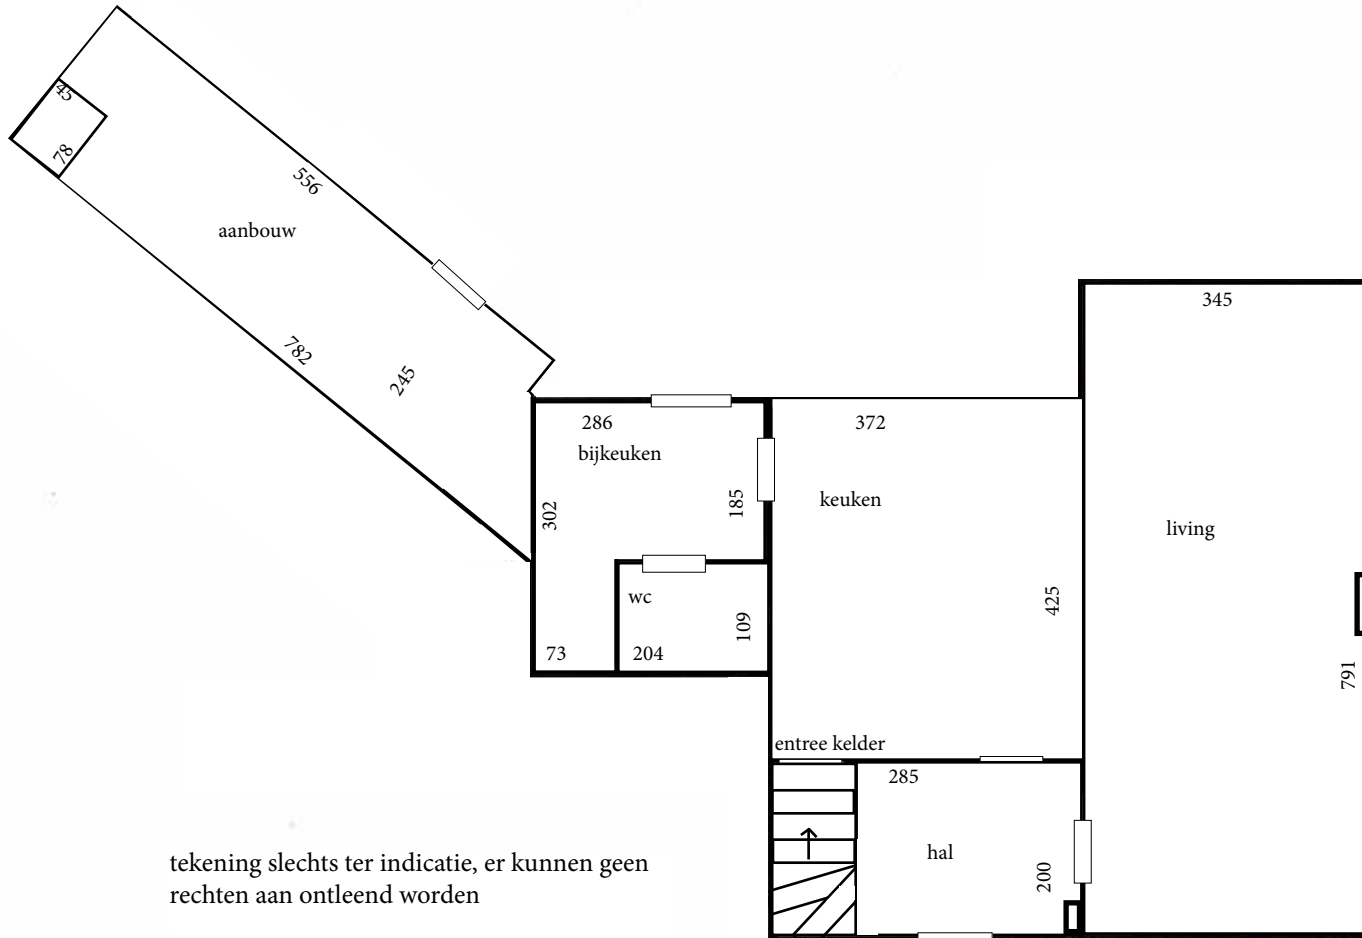 45
78
556
aanbouw
782
245
345
286
bijkeuken
372
302
185
keuken
living
wc
109
425
73
204
791
entree kelder
285
hal
200
tekening slechts ter indicatie, er kunnen geen
rechten aan ontleend worden